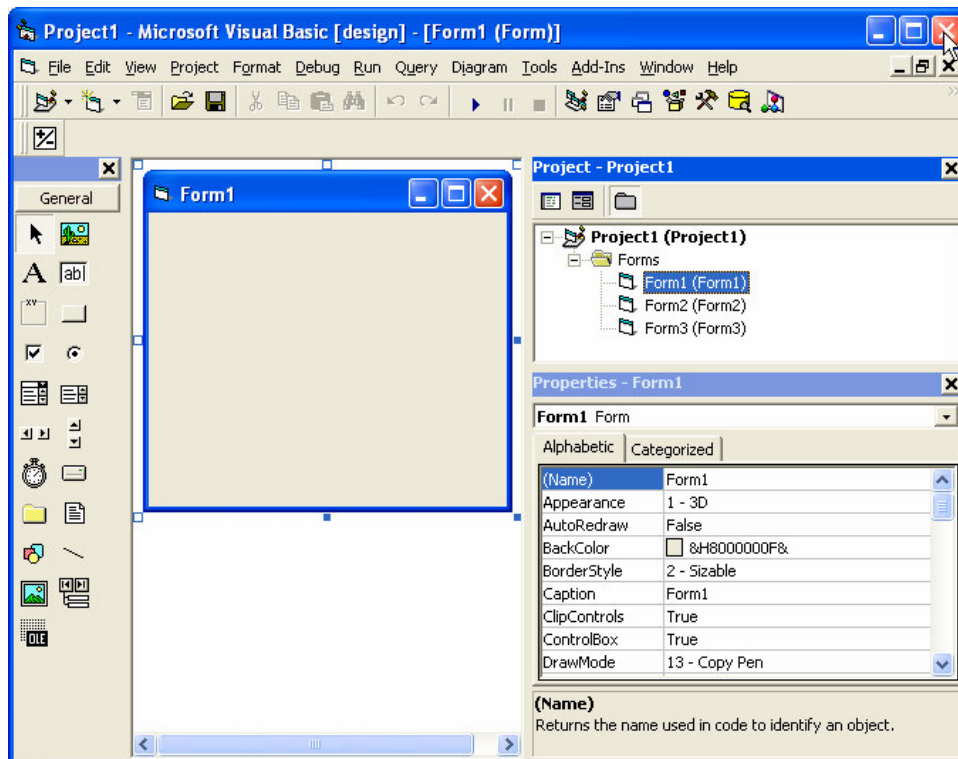 Project1 - Microsoft Visual Basic [design] - [Form1 (Form)]
File Edit View Project Format Debug Run Query Diagram Tools Add-Ins Window Help
General
A ab|
XY
OLE
Form1
Project - Project1
Project1 (Project1)
Forms
Form1 (Form1)
Form2 (Form2)
Form3 (Form3)
Properties - Form1
Form1 Form
Alphabetic Categorized
(Name) Form1
Appearance 1 - 3D
AutoRedraw False
BackColor &H8000000F&
BorderStyle 2 - Sizable
Caption Form1
ClipControls True
ControlBox True
DrawMode 13 - Copy Pen
(Name)
Returns the name used in code to identify an object.